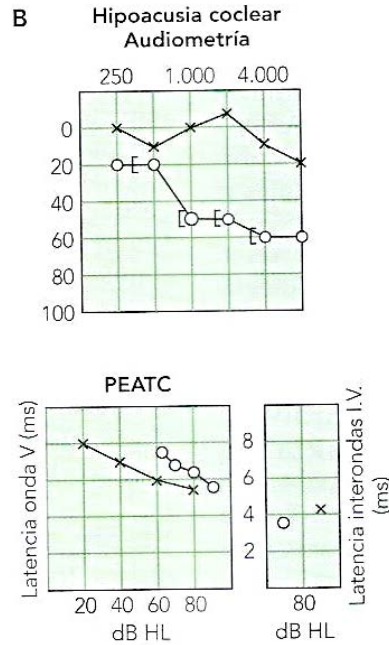 B
Hipoacusia coclear
Audiometría
250 1.000 4.000
0
20
40
60
80
100
PEATC
Latencia onda V (ms)
20 40 60 80
dB HL
8
6
4
2
80
dB HL
Latencia interondas I.V.
(ms)